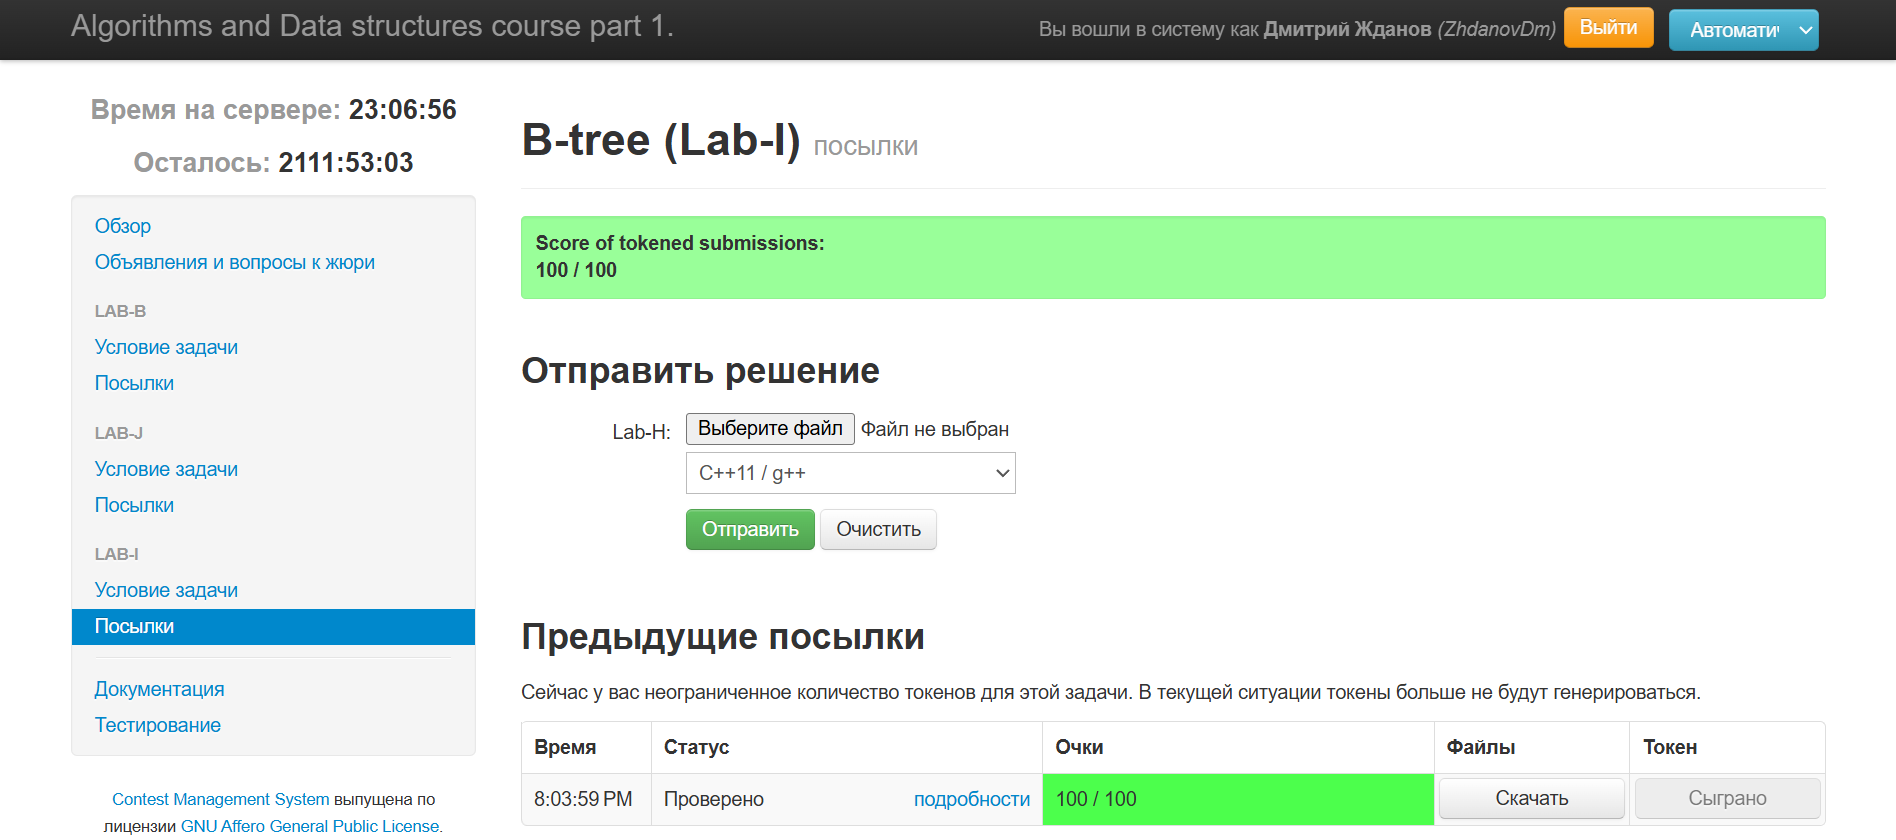 Algorithms and Data structures course part 1.
Вы вошли в систему как Дмитрий Жданов (ZhdanovDm)
Выйти
Автомати
Время на сервере: 23:06:56
Осталось: 2111:53:03
Обзор
Объявления и вопросы к жюри
LAB-B
Условие задачи
Посылки
LAB-J
Условие задачи
Посылки
LAB-I
Условие задачи
Посылки
Документация
Тестирование
Contest Management System выпущена по
лицензии GNU Affero General Public License.
B-tree (Lab-I) посылки
Score of tokened submissions:
100 / 100
Отправить решение
Lab-H: Выберите файл Файл не выбран
C++11 / g++
Отправить Очистить
Предыдущие посылки
Сейчас у вас неограниченное количество токенов для этой задачи. В текущей ситуации токены больше не будут генерироваться.
Время Статус Очки Файлы Токен
8:03:59 PM Проверено подробности 100 / 100 Скачать Сыграно